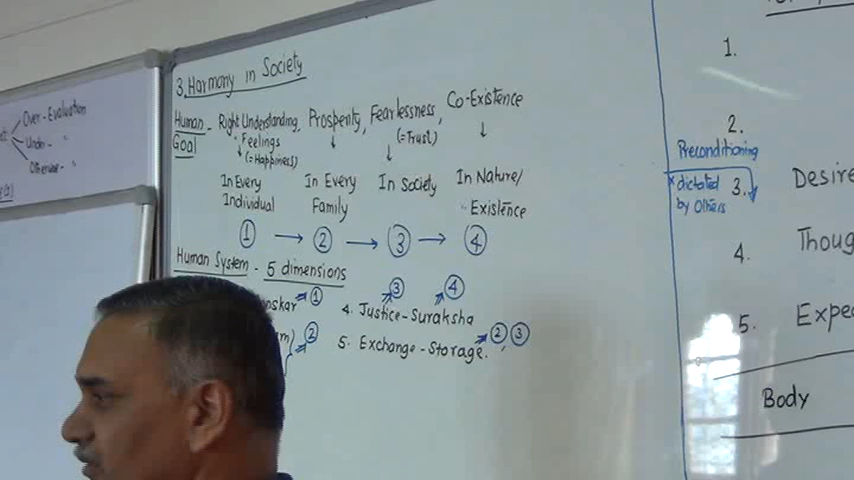 Over-Evaluation
Under- "
Otherwise- "
3. Harmony in Society
Human Goal - Right Understanding, Prosperity, Fearlessness, Co-Existence
Feelings (=Trust)
(=Happiness)
In Every In Every In Society In Nature/
Individual Family Existence
1 → 2 → 3 → 4
Human System - 5 dimensions
1 3 4
4. Justice-Suraksha
2 2 3
5. Exchange-Storage.
1.
2.
Preconditioning
dictated 3. Desire
by Others
4.
5.
Body